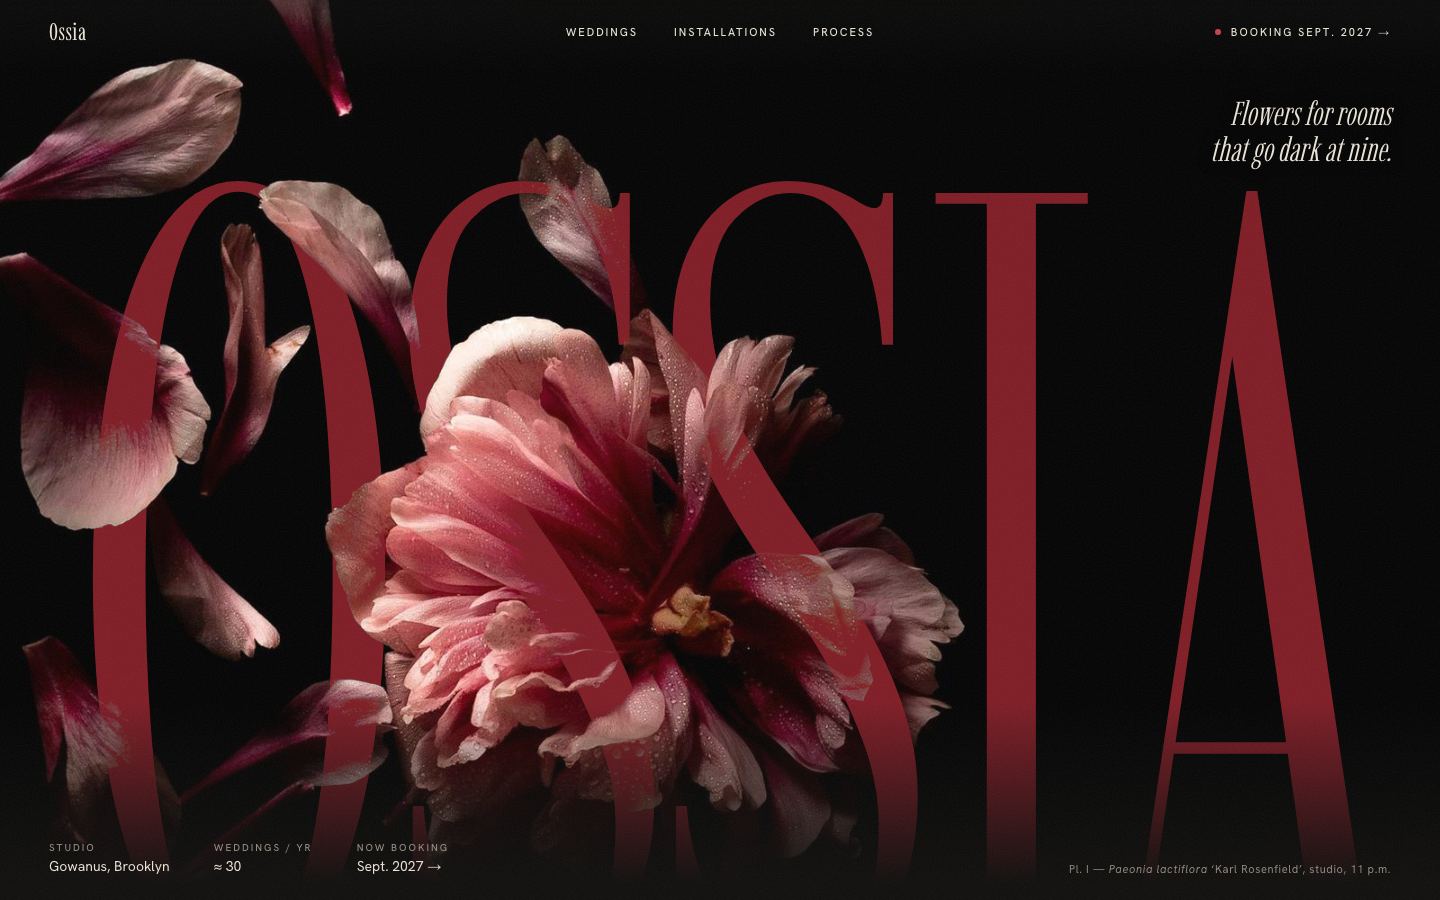 Ossia
WEDDINGS
INSTALLATIONS
PROCESS
BOOKING SEPT. 2027 →
Flowers for rooms
that go dark at nine.
OSSIA
STUDIO
Gowanus, Brooklyn
WEDDINGS / YR
≈ 30
NOW BOOKING
Sept. 2027 →
Pl. I — Paeonia lactiflora ‘Karl Rosenfield’, studio, 11 p.m.